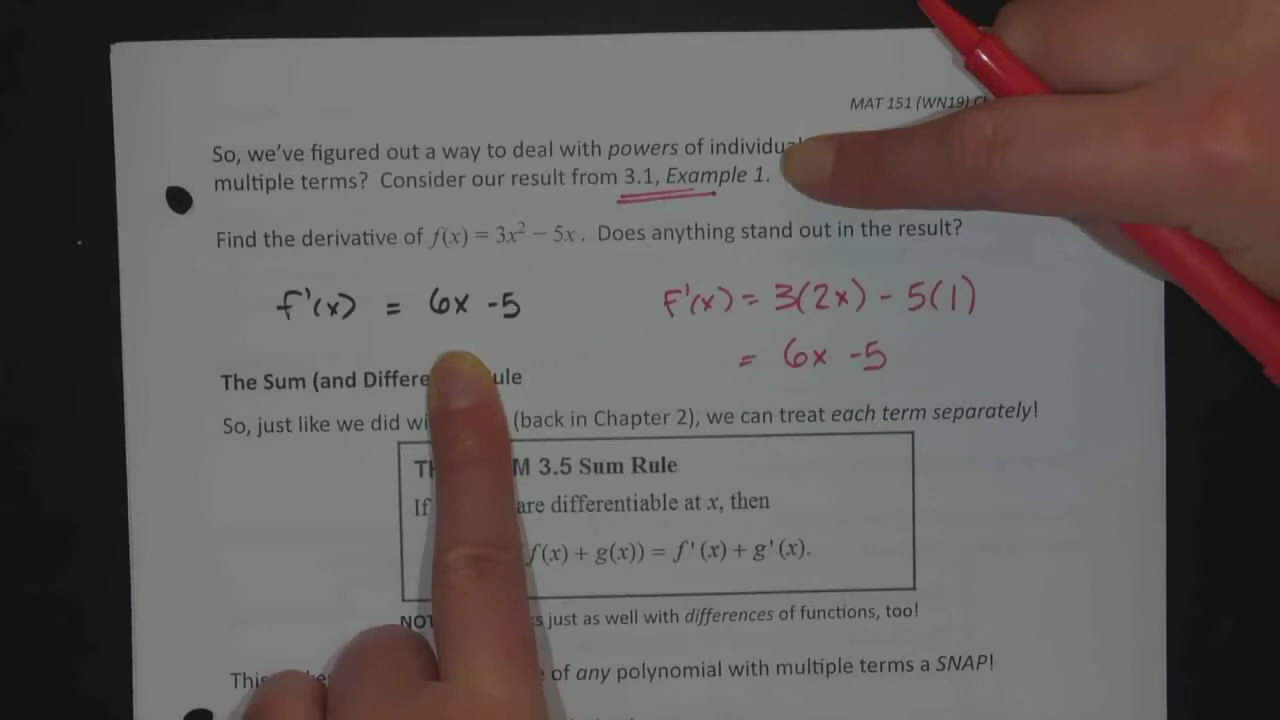 MAT 151 (WN19)
So, we've figured out a way to deal with powers of individual
multiple terms? Consider our result from 3.1, Example 1.
Find the derivative of f(x) = 3x² − 5x. Does anything stand out in the result?
f'(x) = 6x -5
f'(x) = 3(2x) - 5(1)
= 6x -5
The Sum (and Differe ule
So, just like we did (back in Chapter 2), we can treat each term separately!
3.5 Sum Rule
If are differentiable at x, then
f(x) + g(x)) = f'(x) + g'(x).
just as well with differences of functions, too!
This of any polynomial with multiple terms a SNAP!